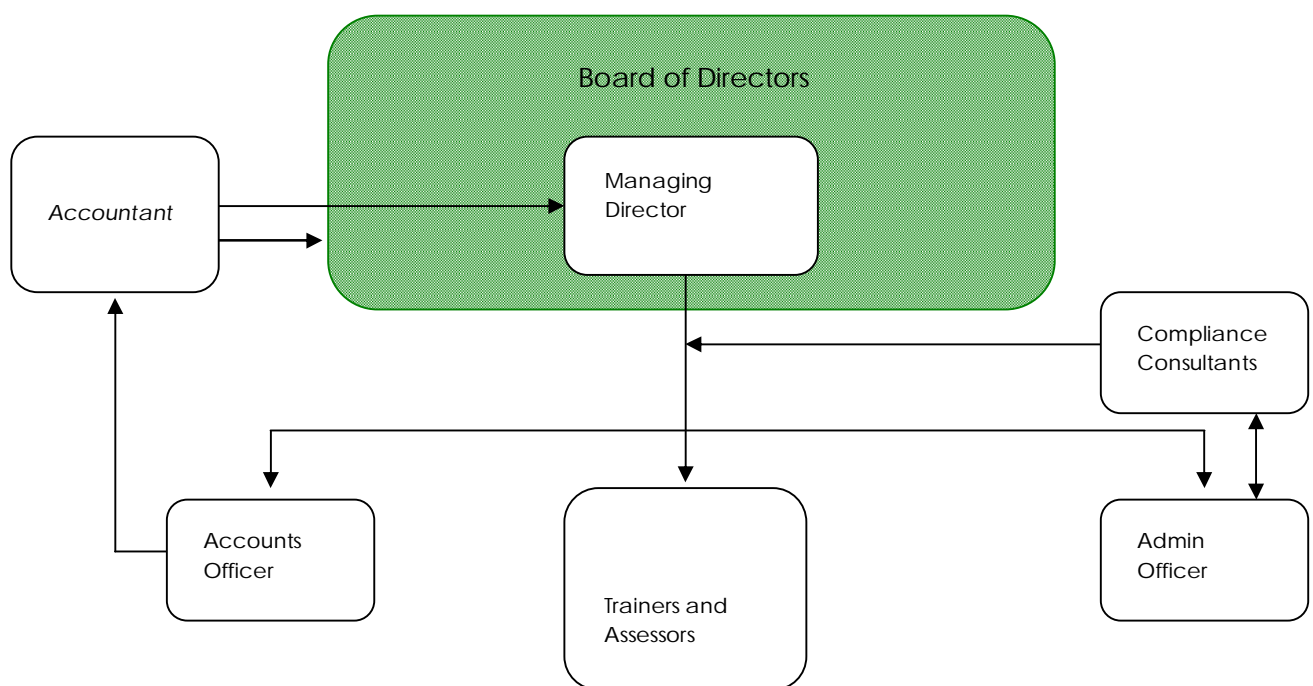 Board of Directors
Managing
Director
Accountant
Compliance
Consultants
Accounts
Officer
Trainers and
Assessors
Admin
Officer